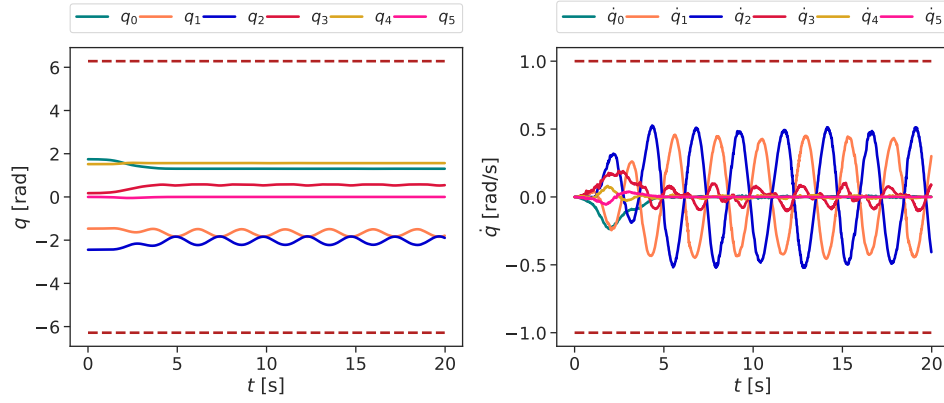 q₀ q₁ q₂ q₃ q₄ q₅
6
4
2
0
−2
−4
−6
q [rad]
0 5 10 15 20
t [s]
q̇₀ q̇₁ q̇₂ q̇₃ q̇₄ q̇₅
1.0
0.5
0.0
−0.5
−1.0
q̇ [rad/s]
0 5 10 15 20
t [s]